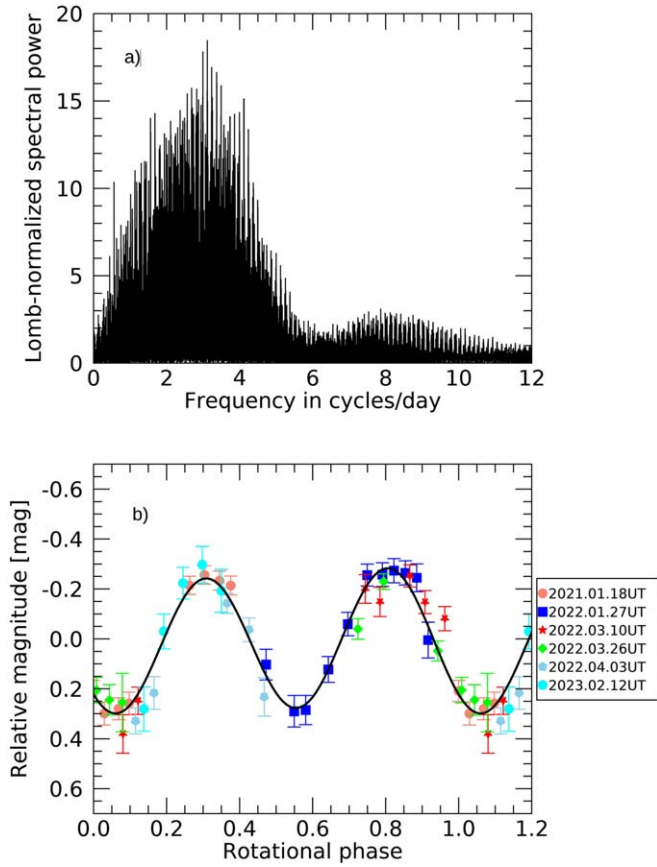 a)
20
15
10
5
0
Lomb-normalized spectral power
0 2 4 6 8 10 12
Frequency in cycles/day
b)
-0.6
-0.4
-0.2
0.0
0.2
0.4
0.6
Relative magnitude [mag]
0.0 0.2 0.4 0.6 0.8 1.0 1.2
Rotational phase
2021.01.18UT
2022.01.27UT
2022.03.10UT
2022.03.26UT
2022.04.03UT
2023.02.12UT